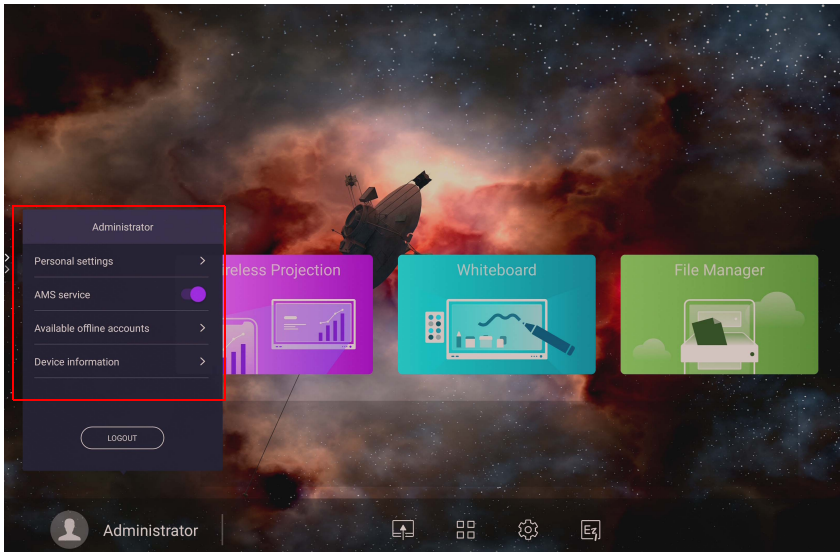 Administrator
Personal settings
AMS service
Available offline accounts
Device information
LOGOUT
ireless Projection
Whiteboard
File Manager
Administrator